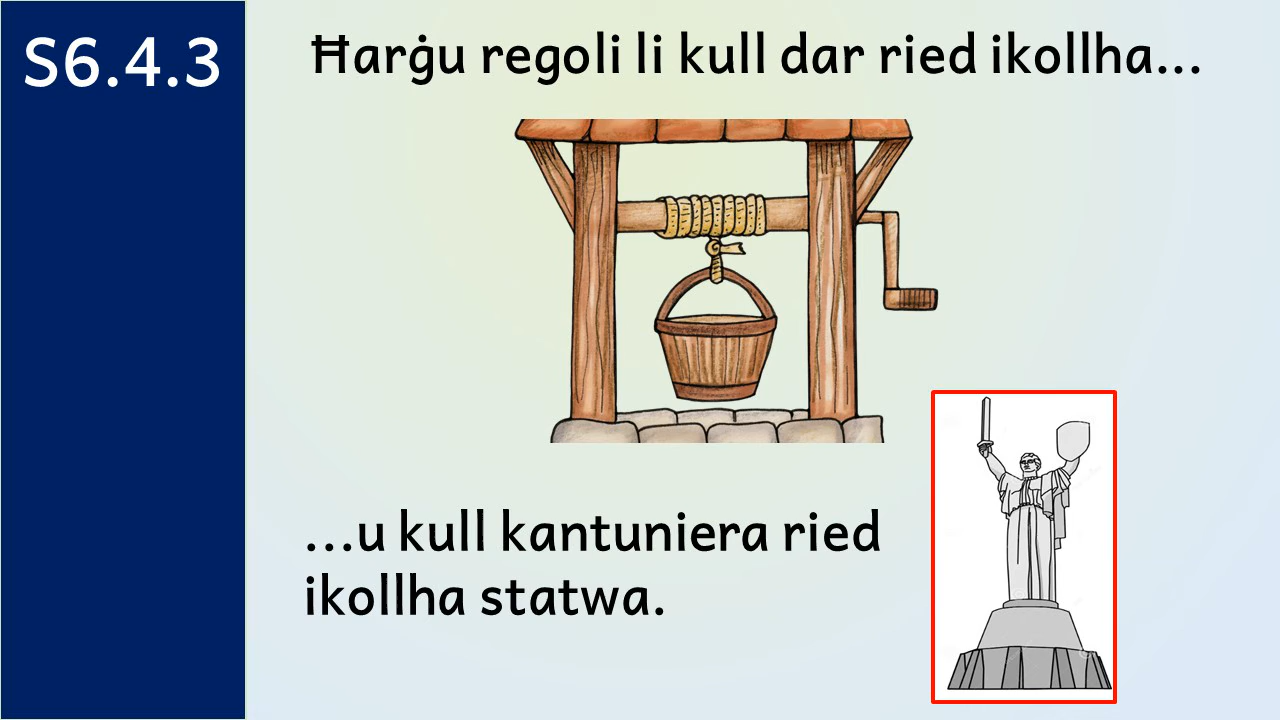 S6.4.3
Ħarġu regoli li kull dar ried ikollha...
...u kull kantuniera ried
ikollha statwa.